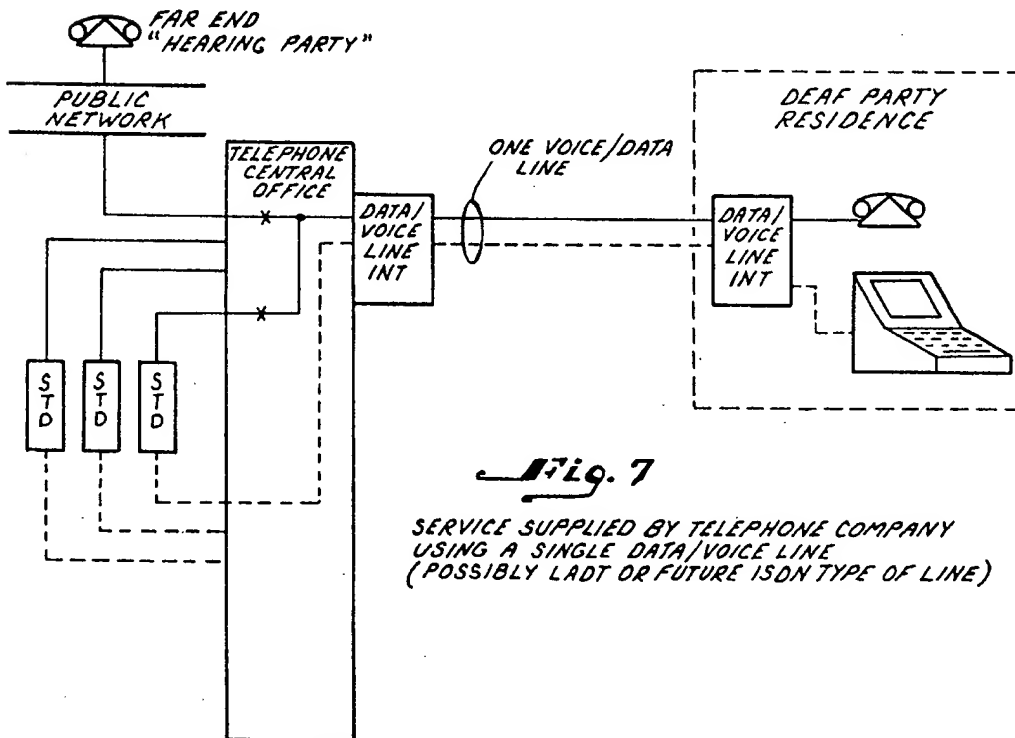 FAR END
"HEARING PARTY"
PUBLIC
NETWORK
TELEPHONE
CENTRAL
OFFICE
DATA/
VOICE
LINE
INT
ONE VOICE/DATA
LINE
DEAF PARTY
RESIDENCE
DATA/
VOICE
LINE
INT
S
T
D
S
T
D
S
T
D
Fig. 7
SERVICE SUPPLIED BY TELEPHONE COMPANY
USING A SINGLE DATA/VOICE LINE
(POSSIBLY LADT OR FUTURE ISDN TYPE OF LINE)